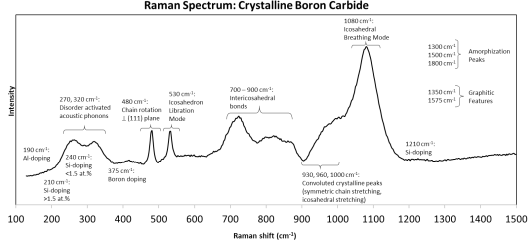 Raman Spectrum: Crystalline Boron Carbide
1080 cm⁻¹:
Icosahedral
Breathing Mode
1300 cm⁻¹
1500 cm⁻¹
1800 cm⁻¹
Amorphization
Peaks
1350 cm⁻¹
1575 cm⁻¹
Graphitic
Features
270, 320 cm⁻¹:
Disorder activated
acoustic phonons
480 cm⁻¹:
Chain rotation
⊥ [111] plane
530 cm⁻¹:
Icosahedron
Libration
Mode
700 – 900 cm⁻¹:
Intericosahedral
bonds
Intensity
190 cm⁻¹:
Al-doping
240 cm⁻¹:
Si-doping
<1.5 at.%
210 cm⁻¹:
Si-doping
>1.5 at.%
375 cm⁻¹:
Boron doping
930, 960, 1000 cm⁻¹:
Convoluted crystalline peaks
(symmetric chain stretching,
icosahedral stretching)
1210 cm⁻¹:
Si-doping
100 200 300 400 500 600 700 800 900 1000 1100 1200 1300 1400 1500
Raman shift (cm⁻¹)